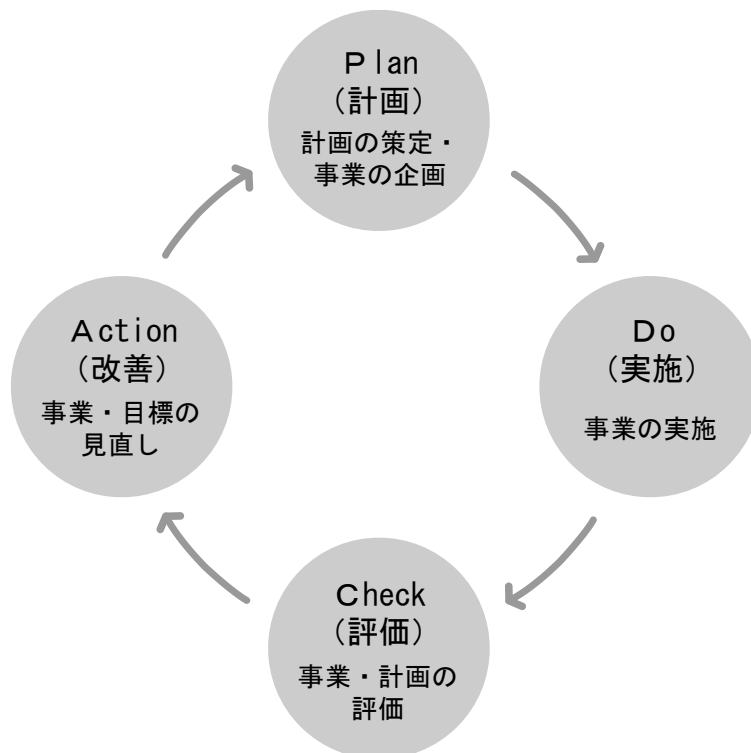 Plan
（計画）
計画の策定・
事業の企画
Do
（実施）
事業の実施
Check
（評価）
事業・計画の
評価
Action
（改善）
事業・目標の
見直し